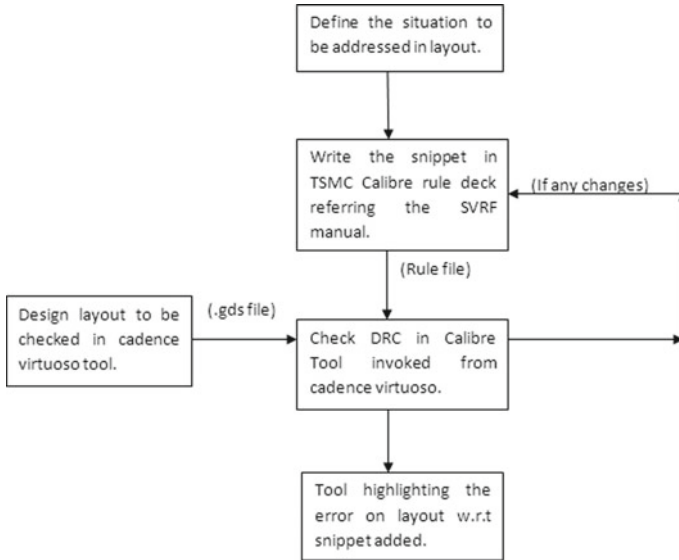 Define the situation to
be addressed in layout.
Write the snippet in
TSMC Calibre rule deck
referring the SVRF
manual.
(If any changes)
(Rule file)
Design layout to be
checked in cadence
virtuoso tool.
(.gds file)
Check DRC in Calibre
Tool invoked from
cadence virtuoso.
Tool highlighting the
error on layout w.r.t
snippet added.